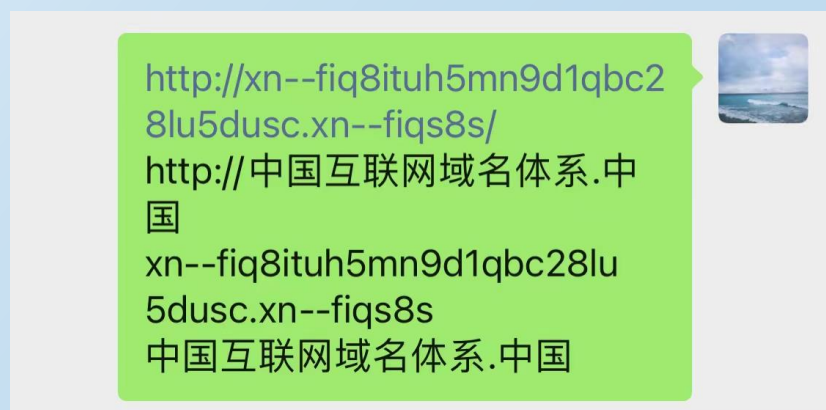 http://xn--fiq8ituh5mn9d1qbc2
8lu5dusc.xn--fiqs8s/
http://中国互联网域名体系.中
国
xn--fiq8ituh5mn9d1qbc28lu
5dusc.xn--fiqs8s
中国互联网域名体系.中国